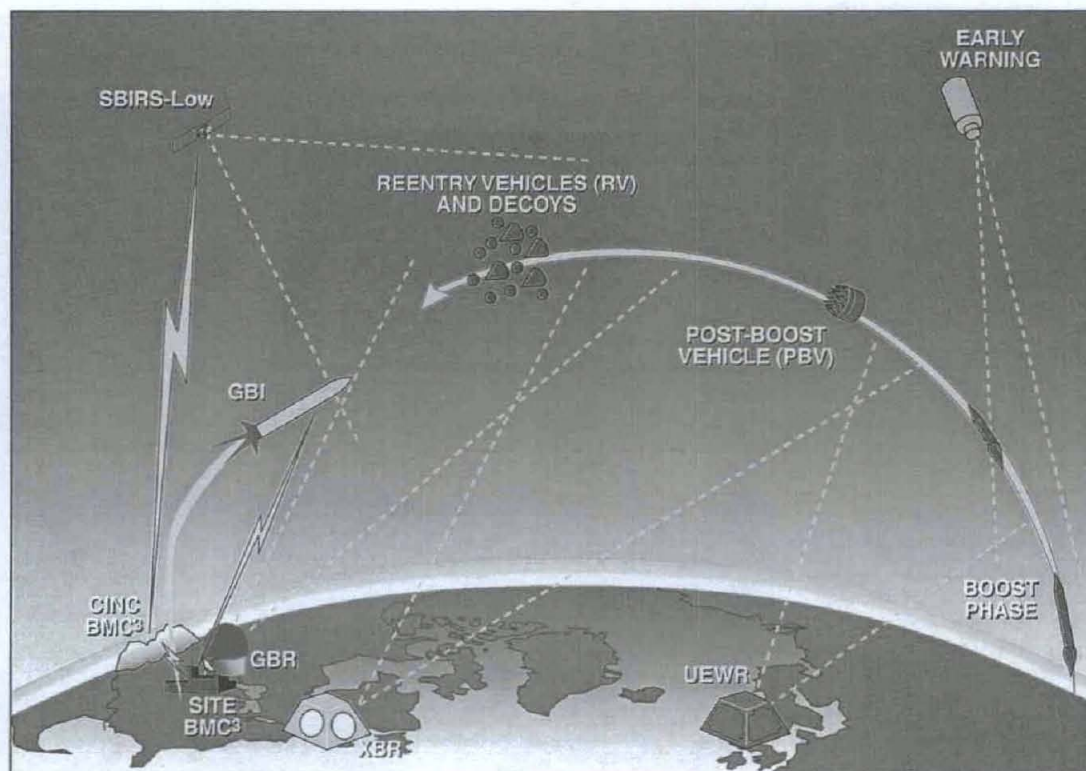 EARLY
WARNING
SBIRS-Low
REENTRY VEHICLES (RV)
AND DECOYS
POST-BOOST
VEHICLE (PBV)
GBI
BOOST
PHASE
CINC
BMC³
GBR
UEWR
SITE
BMC³
XBR